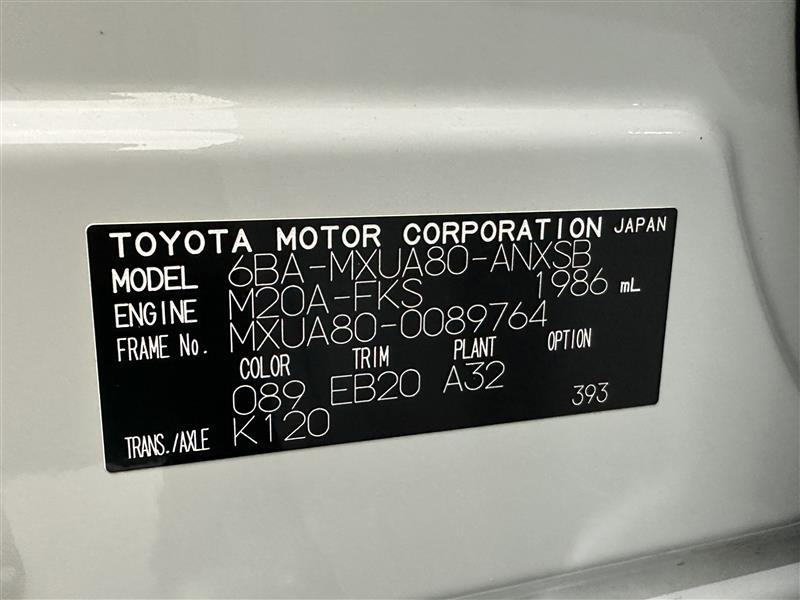 TOYOTA MOTOR CORPORATION JAPAN
MODEL 6BA-MXUA80-ANXSB
ENGINE M20A-FKS 1986 mL
FRAME No. MXUA80-0089764
COLOR TRIM PLANT OPTION
089 EB20 A32 393
TRANS./AXLE K120